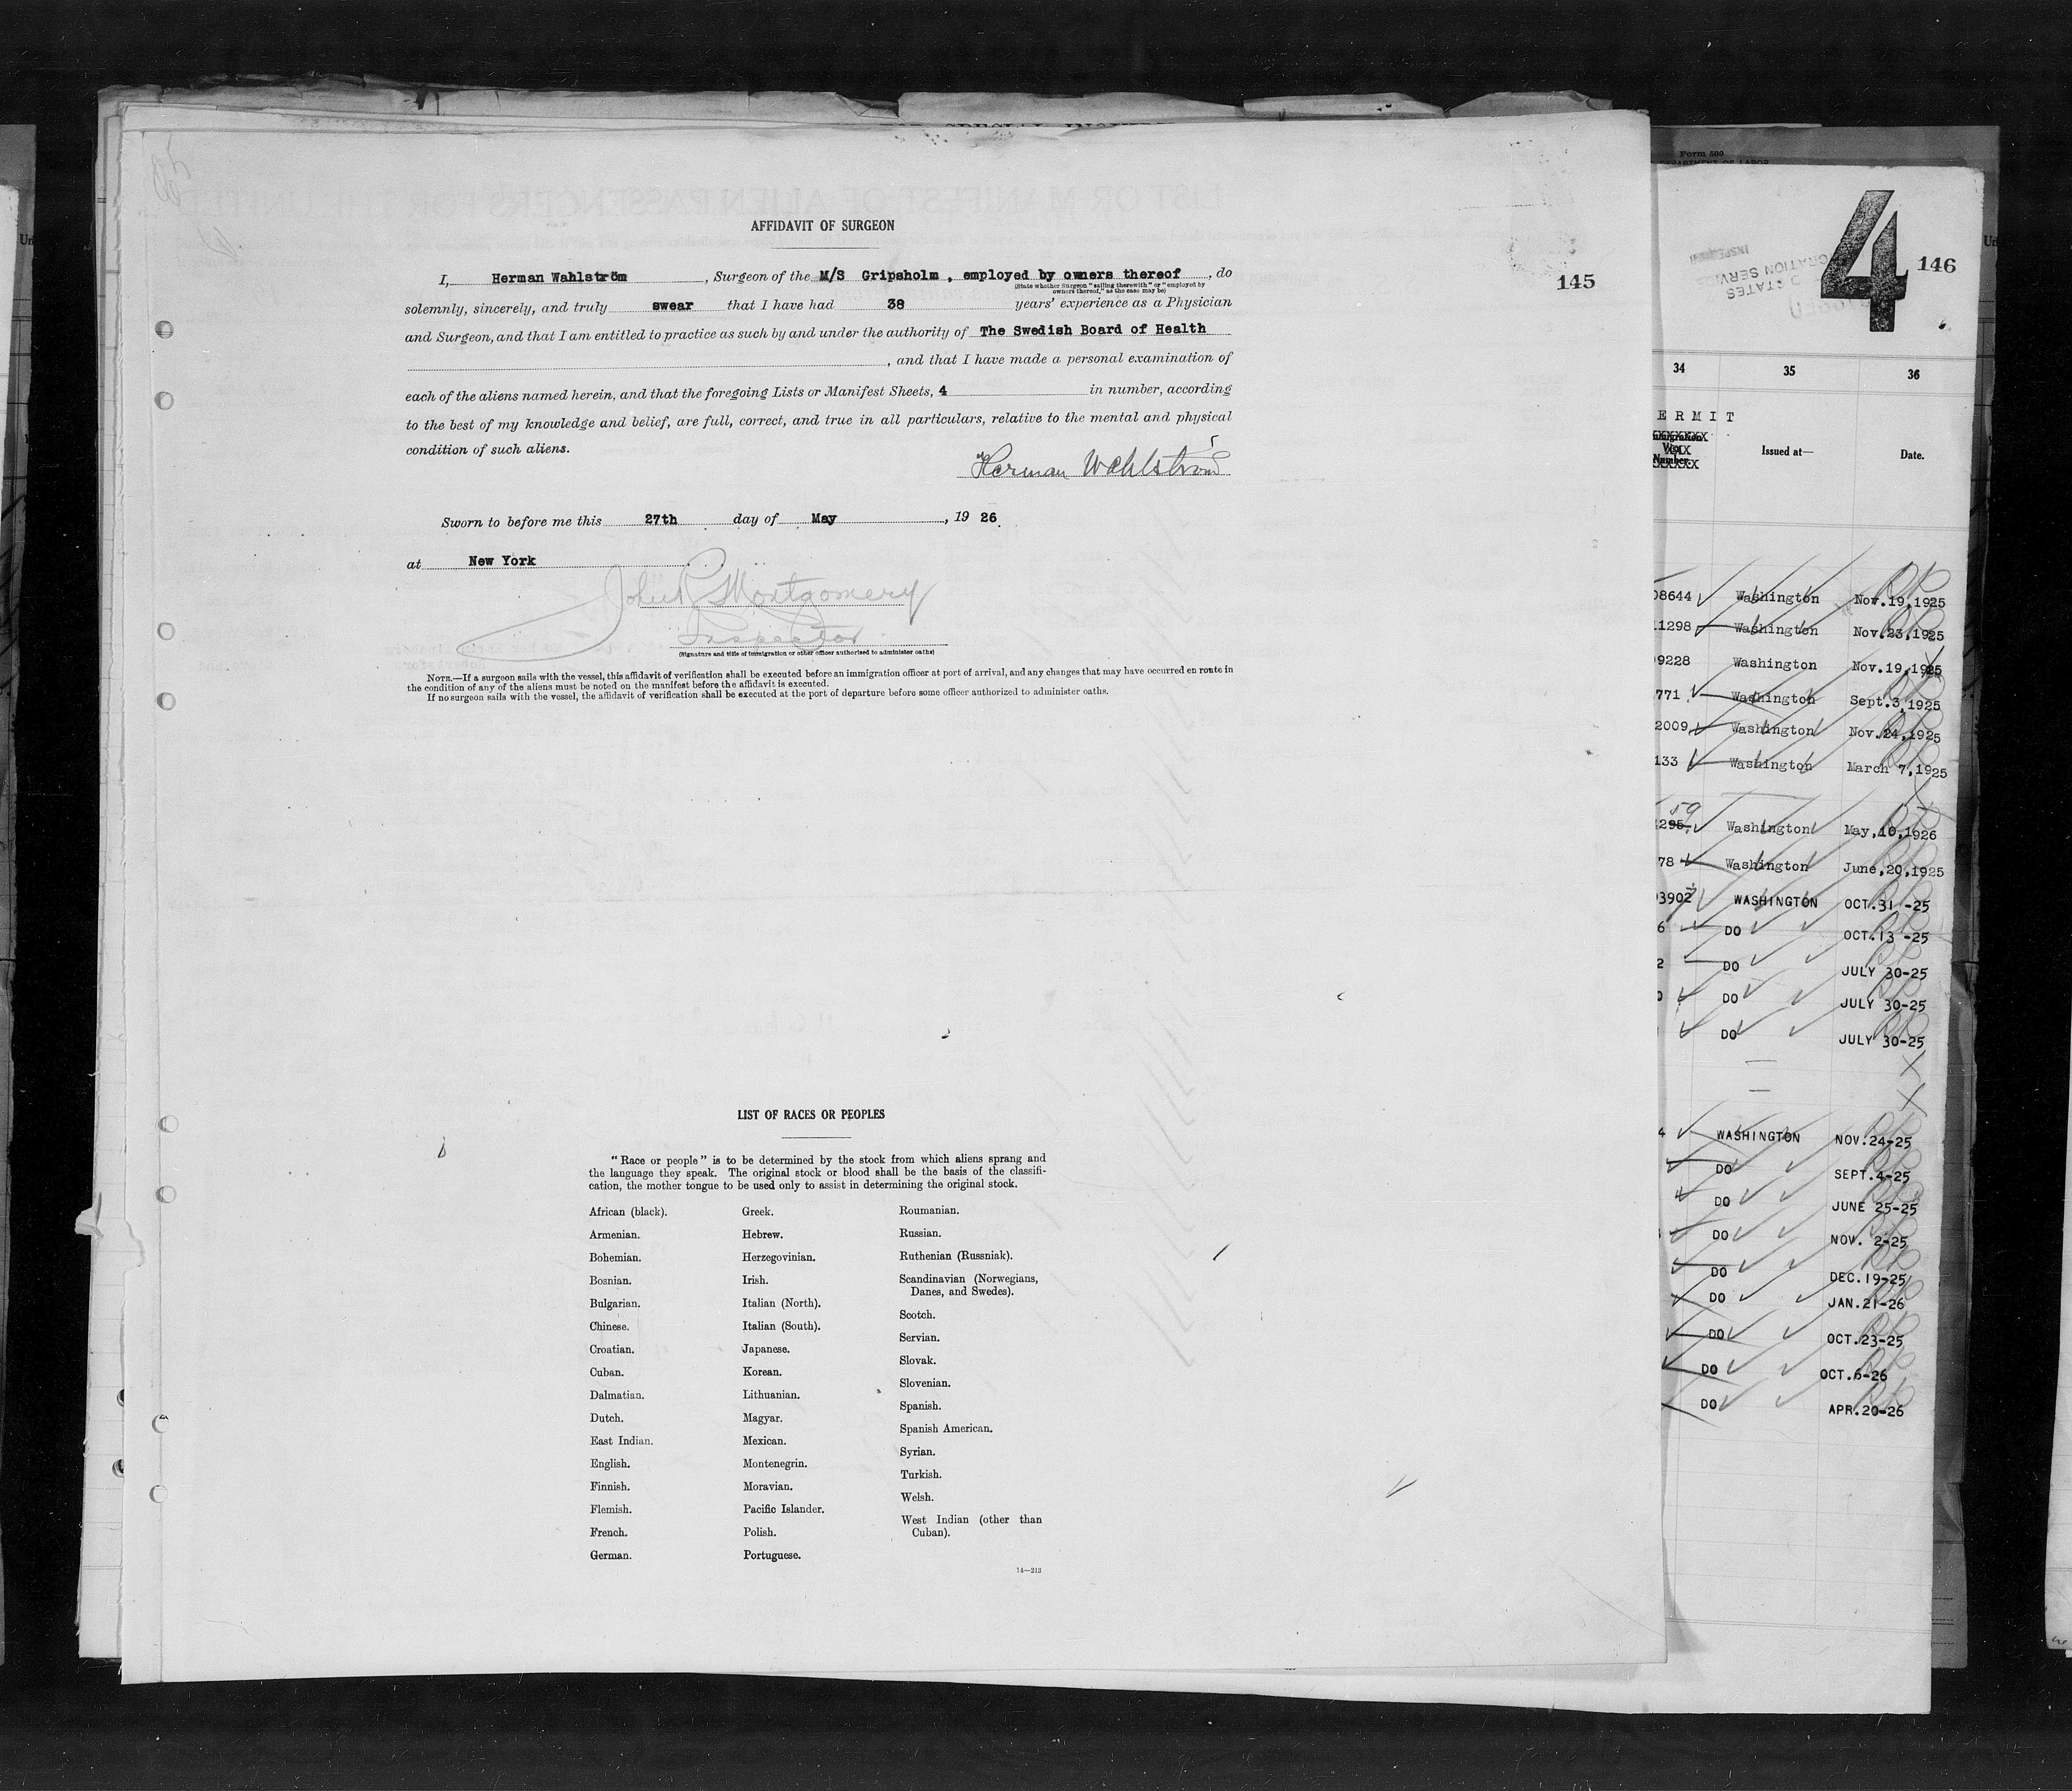 AFFIDAVIT OF SURGEON
I, Herman Wahlström , Surgeon of the M/S Gripsholm , employed by owners thereof , do
(State whether Surgeon "sailing therewith" or "employed by
owners thereof," as the case may be)
solemnly, sincerely, and truly swear that I have had 38 years' experience as a Physician
and Surgeon, and that I am entitled to practice as such by and under the authority of The Swedish Board of Health
, and that I have made a personal examination of
each of the aliens named herein, and that the foregoing Lists or Manifest Sheets, 4 in number, according
to the best of my knowledge and belief, are full, correct, and true in all particulars, relative to the mental and physical
condition of such aliens.
Herman Wahlström
Sworn to before me this 27th day of May , 19 26.
at New York
John R Montgomery
Inspector
(Signature and title of immigration or other officer authorized to administer oaths)
NOTE.—If a surgeon sails with the vessel, this affidavit of verification shall be executed before an immigration officer at port of arrival, and any changes that may have occurred en route in
the condition of any of the aliens must be noted on the manifest before the affidavit is executed.
If no surgeon sails with the vessel, the affidavit of verification shall be executed at the port of departure before some officer authorized to administer oaths.
145
LIST OF RACES OR PEOPLES
"Race or people" is to be determined by the stock from which aliens sprang and
the language they speak. The original stock or blood shall be the basis of the classifi-
cation, the mother tongue to be used only to assist in determining the original stock.
African (black).
Armenian.
Bohemian.
Bosnian.
Bulgarian.
Chinese.
Croatian.
Cuban.
Dalmatian.
Dutch.
East Indian.
English.
Finnish.
Flemish.
French.
German.
Greek.
Hebrew.
Herzegovinian.
Irish.
Italian (North).
Italian (South).
Japanese.
Korean.
Lithuanian.
Magyar.
Mexican.
Montenegrin.
Moravian.
Pacific Islander.
Polish.
Portuguese.
Roumanian.
Russian.
Ruthenian (Russniak).
Scandinavian (Norwegians,
Danes, and Swedes).
Scotch.
Servian.
Slovak.
Slovenian.
Spanish.
Spanish American.
Syrian.
Turkish.
Welsh.
West Indian (other than
Cuban).
14—213
Form 500
4
146
34 35 36
ERMIT
Issued at— Date.
08644 Washington Nov.19,1925
11298 Washington Nov.23,1925
9228 Washington Nov.19,1925
771 Washington Sept.3,1925
2009 Washington Nov.24,1925
133 Washington March 7,1925
59
295, Washington May,10,1926
78 Washington June,20,1925
3902 WASHINGTON OCT.31 -25
6 DO OCT.13 -25
2 DO JULY 30-25
0 DO JULY 30-25
DO JULY 30-25
4 WASHINGTON NOV.24-25
DO SEPT.4-25
DO JUNE 25-25
DO NOV. 2-25
DO DEC.19-25
DO JAN.21-26
DO OCT.23-25
DO OCT.6-26
DO APR.20-26